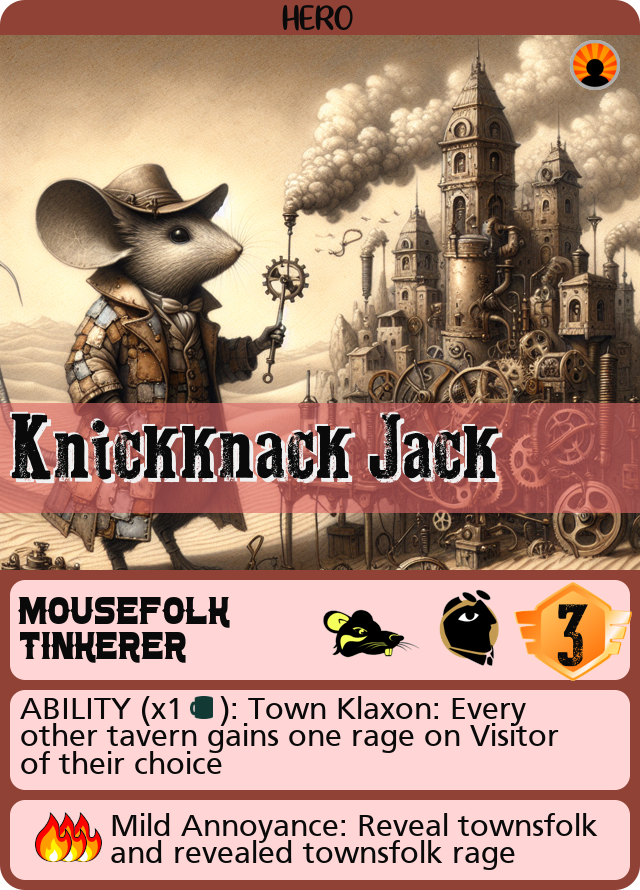 HERO
Knickknack Jack
MOUSEFOLK
TINKERER
3
ABILITY (x1 ): Town Klaxon: Every
other tavern gains one rage on Visitor
of their choice
Mild Annoyance: Reveal townsfolk
and revealed townsfolk rage